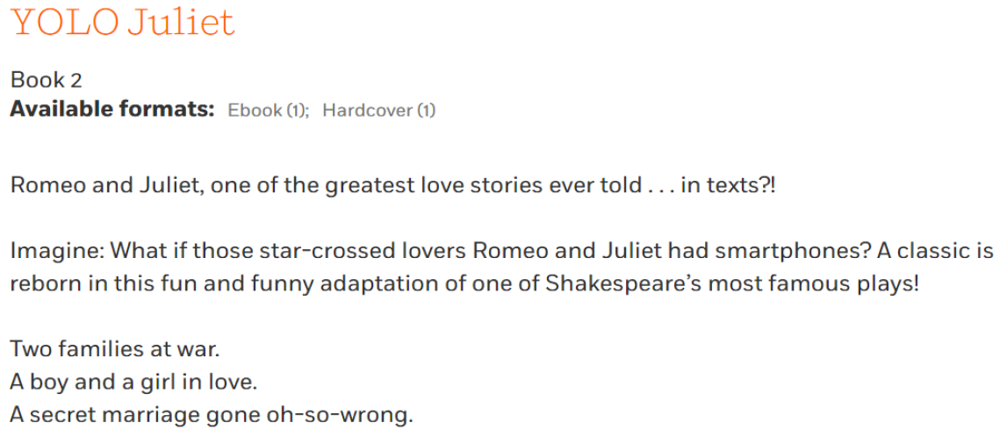 YOLO Juliet
Book 2
Available formats: Ebook (1); Hardcover (1)
Romeo and Juliet, one of the greatest love stories ever told . . . in texts?!
Imagine: What if those star-crossed lovers Romeo and Juliet had smartphones? A classic is
reborn in this fun and funny adaptation of one of Shakespeare’s most famous plays!
Two families at war.
A boy and a girl in love.
A secret marriage gone oh-so-wrong.